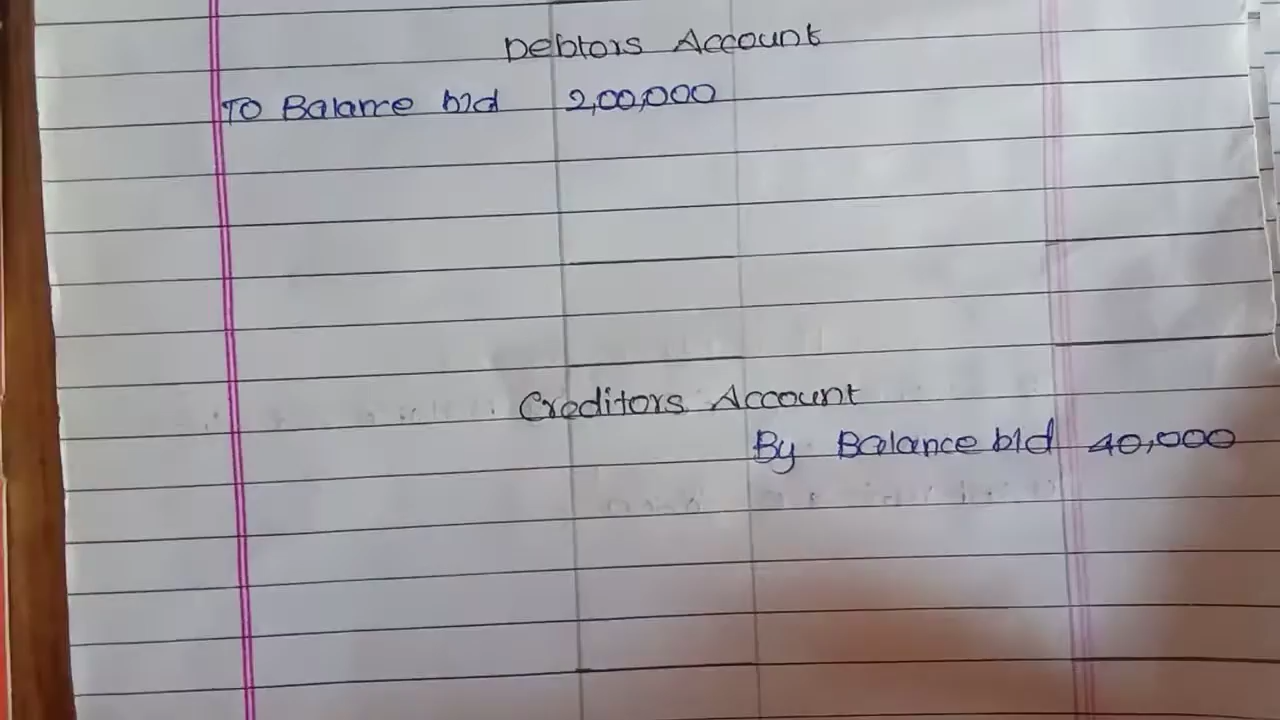 Debtors Account
To Balance b/d 2,00,000
Creditors Account
By Balance b/d 40,000